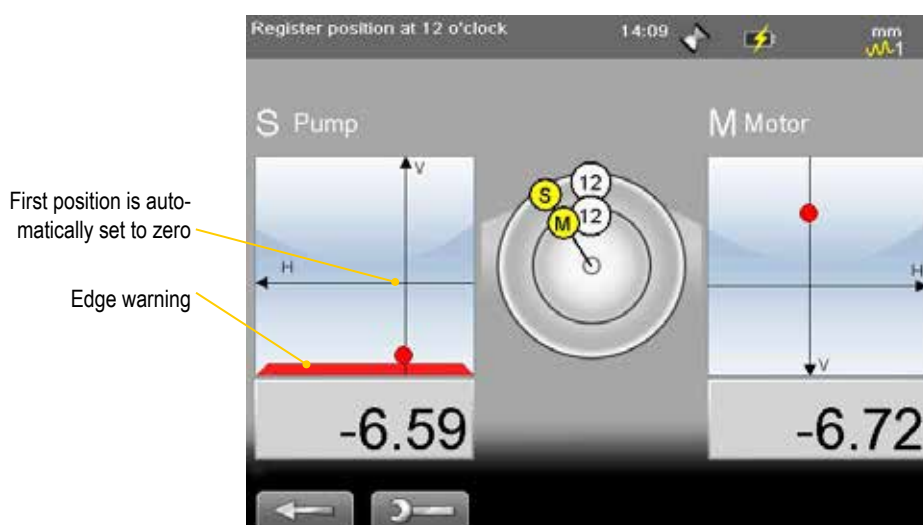 Register position at 12 o'clock
14:09
mm
1
S Pump
M Motor
V
H
S
12
M
12
H
V
First position is auto-
matically set to zero
Edge warning
-6.59
-6.72